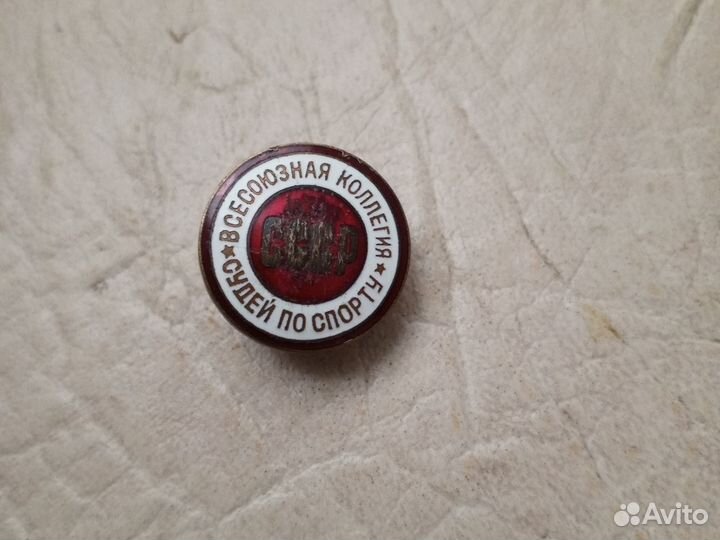 ВСЕСОЮЗНАЯ КОЛЛЕГИЯ
СУДЕЙ ПО СПОРТУ
СССР
Avito